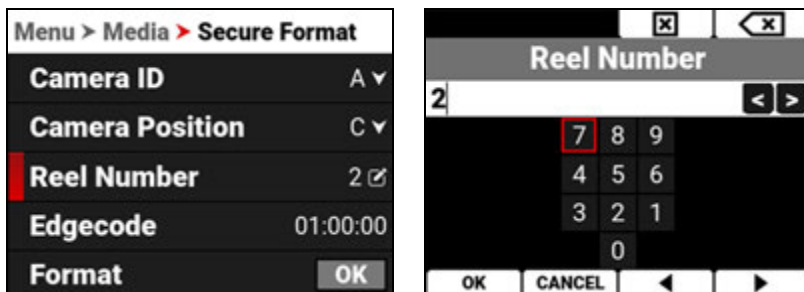 Menu > Media > Secure Format
Camera ID A
Camera Position C
Reel Number 2
Edgecode 01:00:00
Format OK
Reel Number
2 < >
7 8 9
4 5 6
3 2 1
0
OK CANCEL